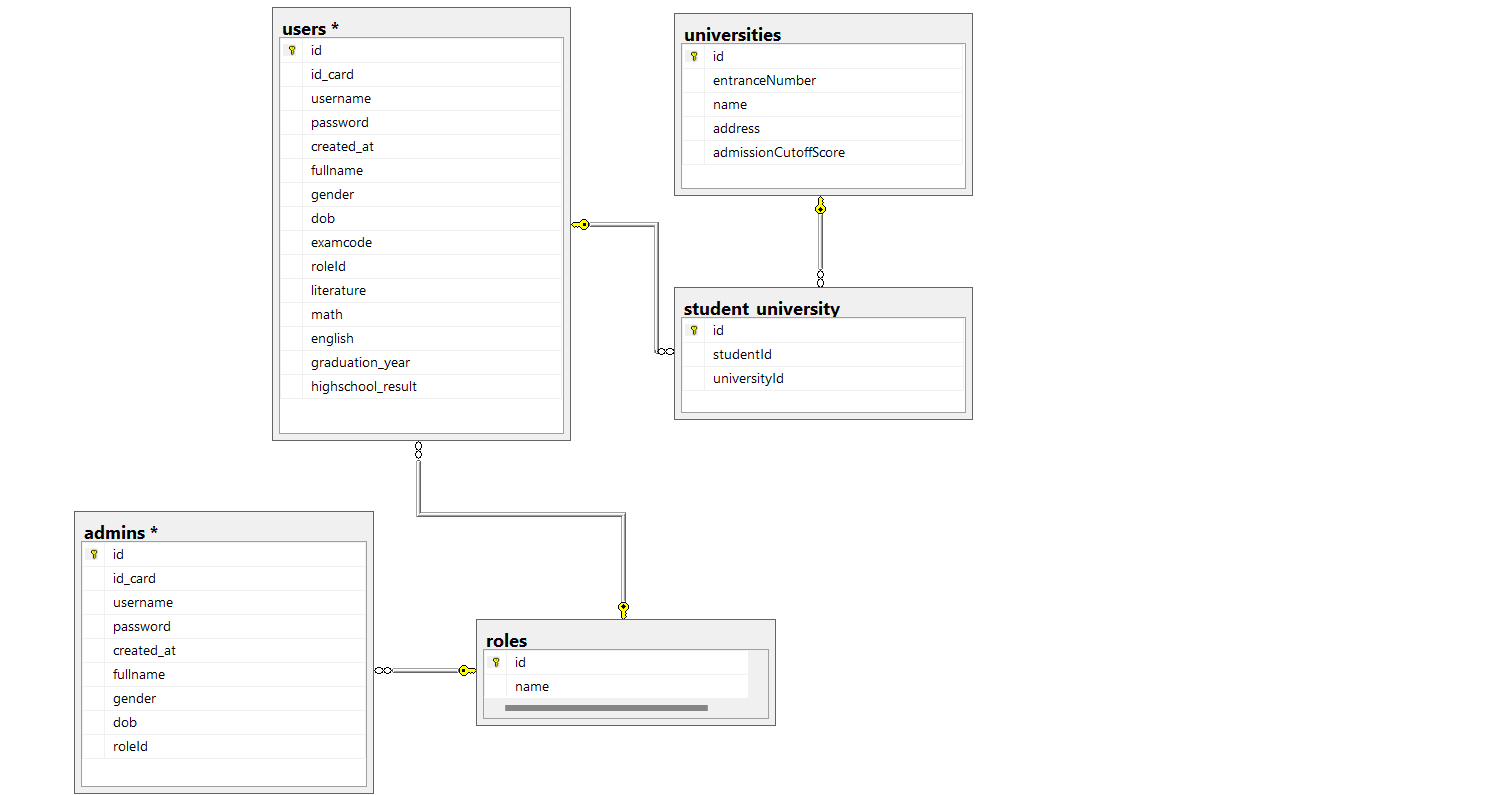 users *
id
id_card
username
password
created_at
fullname
gender
dob
examcode
roleId
literature
math
english
graduation_year
highschool_result
universities
id
entranceNumber
name
address
admissionCutoffScore
student_university
id
studentId
universityId
admins *
id
id_card
username
password
created_at
fullname
gender
dob
roleId
roles
id
name